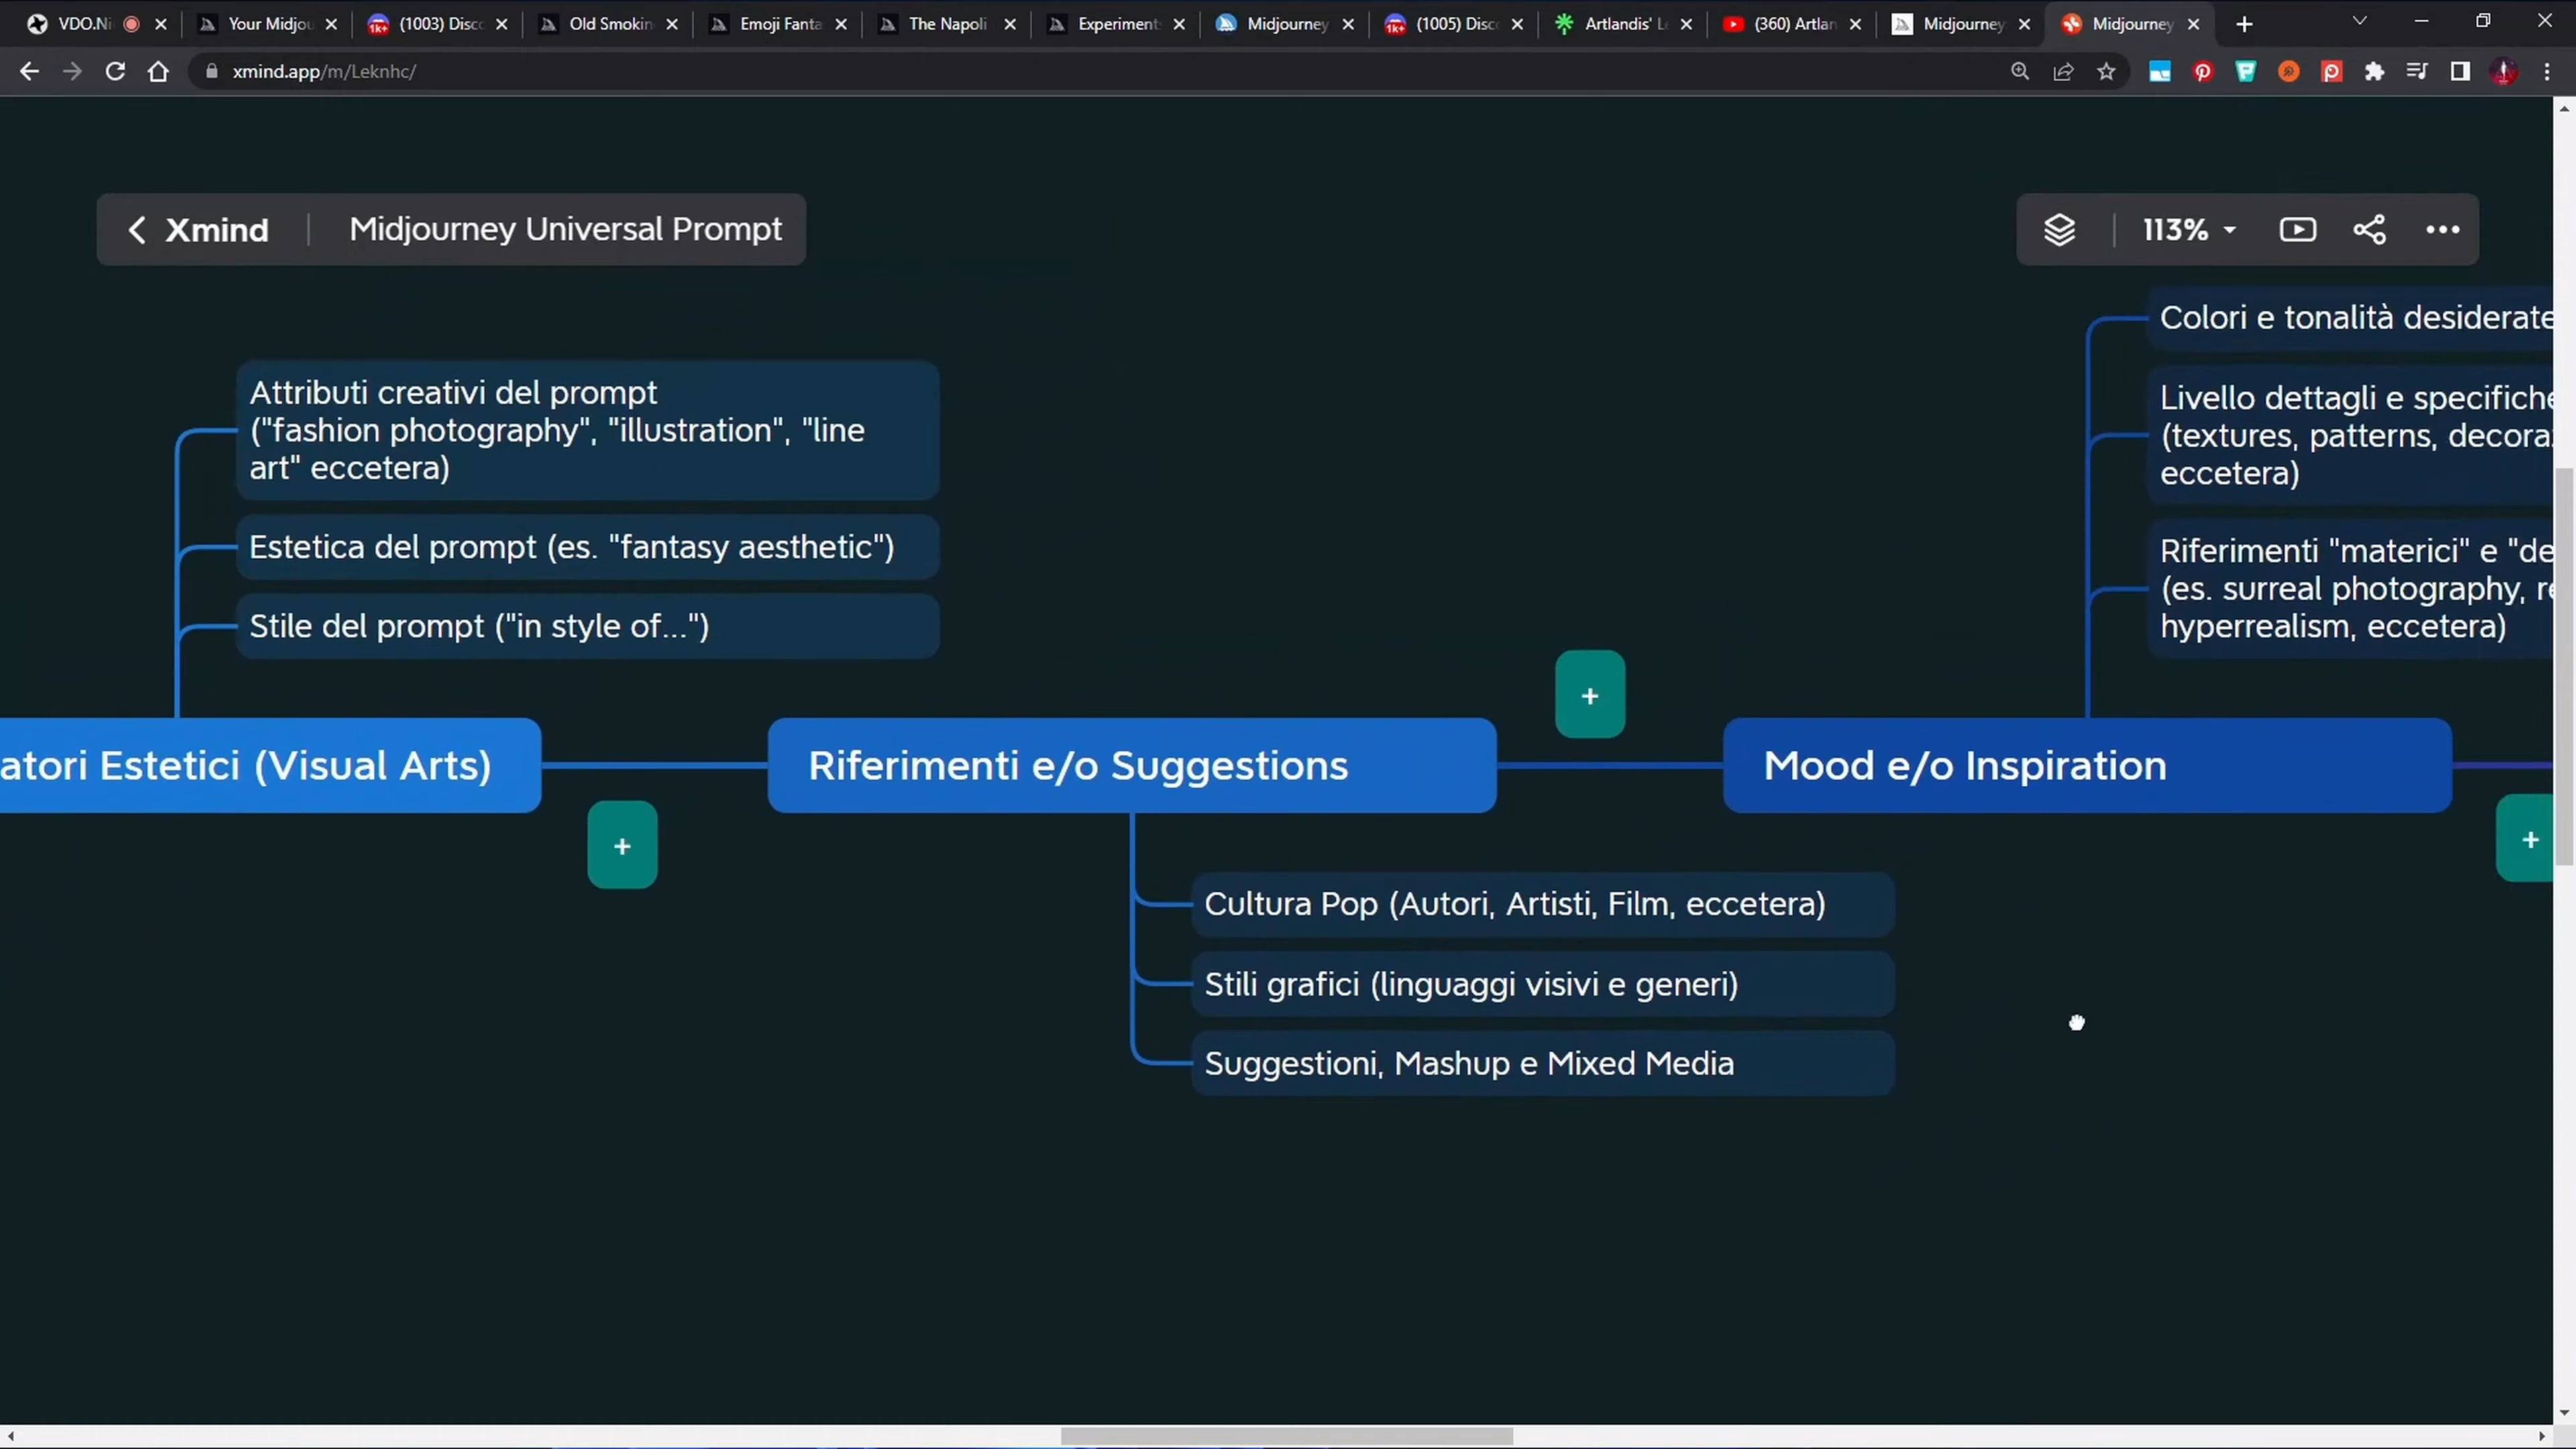 VDO.Ni
Your Midjou
(1003) Disc
Old Smokin
Emoji Fanta
The Napoli
Experiment
Midjourney
(1005) Disc
Artlandis' L
(360) Artlan
Midjourney
Midjourney
xmind.app/m/Leknhc/
Xmind
Midjourney Universal Prompt
113%
Attributi creativi del prompt
("fashion photography", "illustration", "line
art" eccetera)
Estetica del prompt (es. "fantasy aesthetic")
Stile del prompt ("in style of...")
Colori e tonalità desiderate
Livello dettagli e specifiche
(textures, patterns, decora
eccetera)
Riferimenti "materici" e "de
(es. surreal photography, re
hyperrealism, eccetera)
+
atori Estetici (Visual Arts)
Riferimenti e/o Suggestions
Mood e/o Inspiration
+
+
Cultura Pop (Autori, Artisti, Film, eccetera)
Stili grafici (linguaggi visivi e generi)
Suggestioni, Mashup e Mixed Media